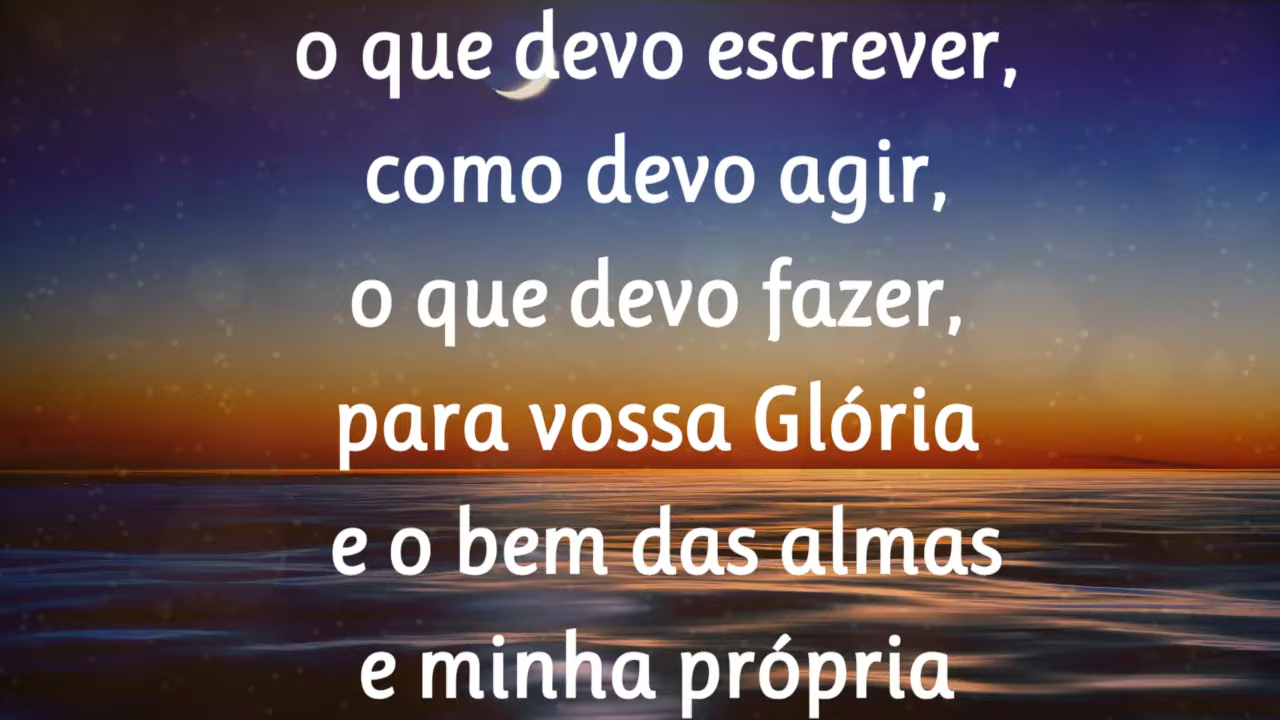 o que devo escrever,
como devo agir,
o que devo fazer,
para vossa Glória
e o bem das almas
e minha própria